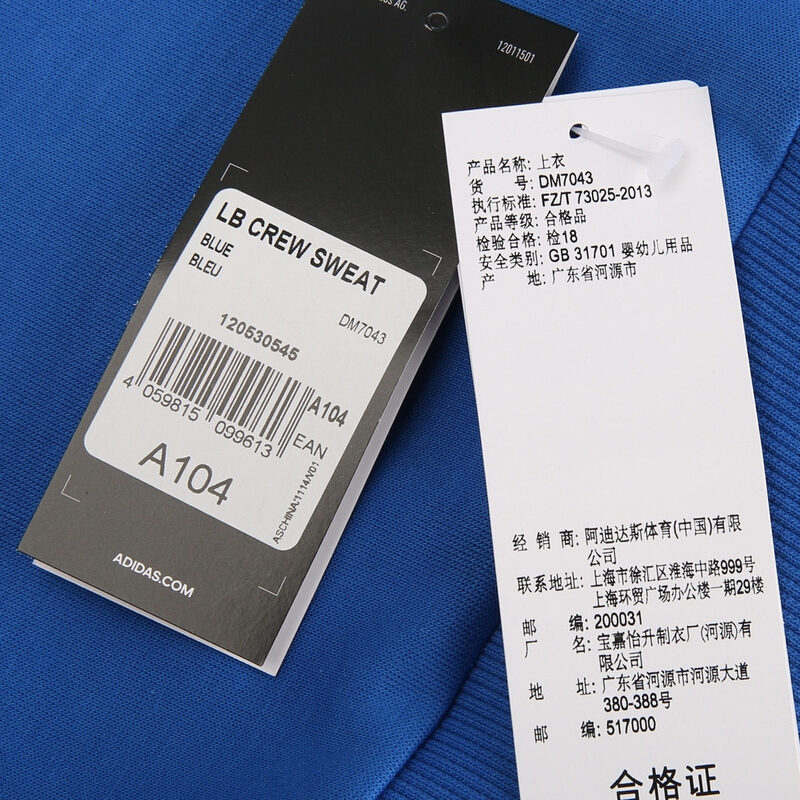 AG.
12011501
LB CREW SWEAT
BLUE
BLEU
DM7043
120530545
A104
4 059815 099613
EAN
A104
ASCHINA/1114/V01
ADIDAS.COM
产品名称: 上衣
货 号: DM7043
执行标准: FZ/T 73025-2013
产品等级: 合格品
检验合格: 检18
安全类别: GB 31701 婴幼儿用品
产 地: 广东省河源市
经 销 商: 阿迪达斯体育(中国)有限
公司
联系地址: 上海市徐汇区淮海中路999号
上海环贸广场办公楼一期29楼
邮 编: 200031
厂 名: 宝嘉怡升制衣厂(河源)有
限公司
地 址: 广东省河源市河源大道
380-388号
邮 编: 517000
合格证